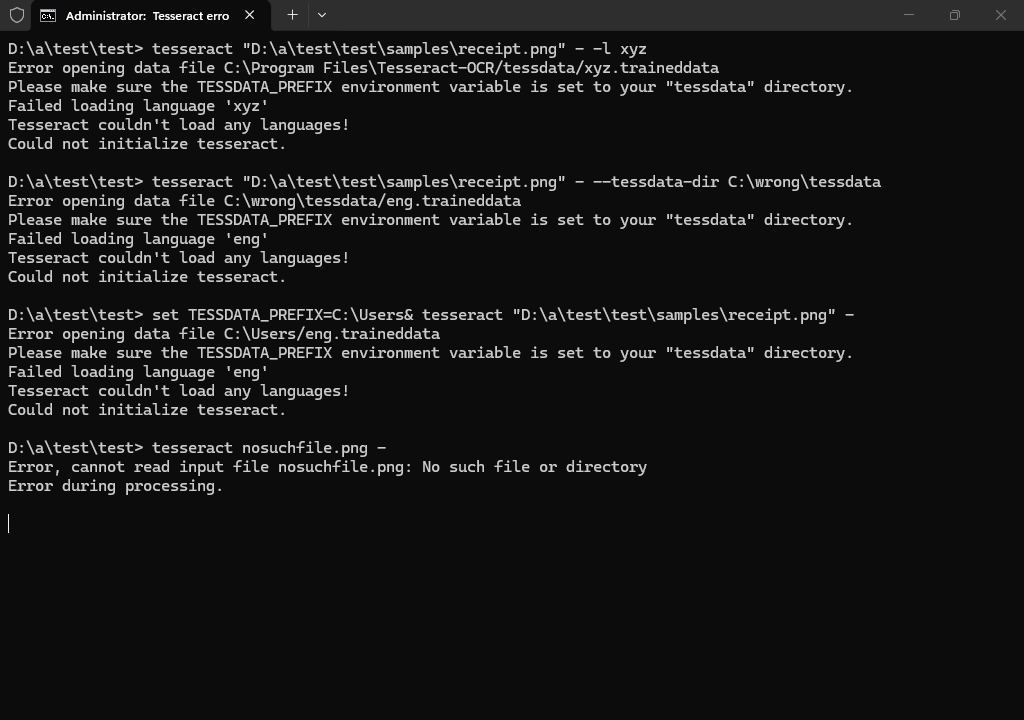 Administrator: Tesseract erro
D:\a\test\test> tesseract "D:\a\test\test\samples\receipt.png" - -l xyz
Error opening data file C:\Program Files\Tesseract-OCR/tessdata/xyz.traineddata
Please make sure the TESSDATA_PREFIX environment variable is set to your "tessdata" directory.
Failed loading language 'xyz'
Tesseract couldn't load any languages!
Could not initialize tesseract.
D:\a\test\test> tesseract "D:\a\test\test\samples\receipt.png" - --tessdata-dir C:\wrong\tessdata
Error opening data file C:\wrong\tessdata/eng.traineddata
Please make sure the TESSDATA_PREFIX environment variable is set to your "tessdata" directory.
Failed loading language 'eng'
Tesseract couldn't load any languages!
Could not initialize tesseract.
D:\a\test\test> set TESSDATA_PREFIX=C:\Users& tesseract "D:\a\test\test\samples\receipt.png" -
Error opening data file C:\Users/eng.traineddata
Please make sure the TESSDATA_PREFIX environment variable is set to your "tessdata" directory.
Failed loading language 'eng'
Tesseract couldn't load any languages!
Could not initialize tesseract.
D:\a\test\test> tesseract nosuchfile.png -
Error, cannot read input file nosuchfile.png: No such file or directory
Error during processing.